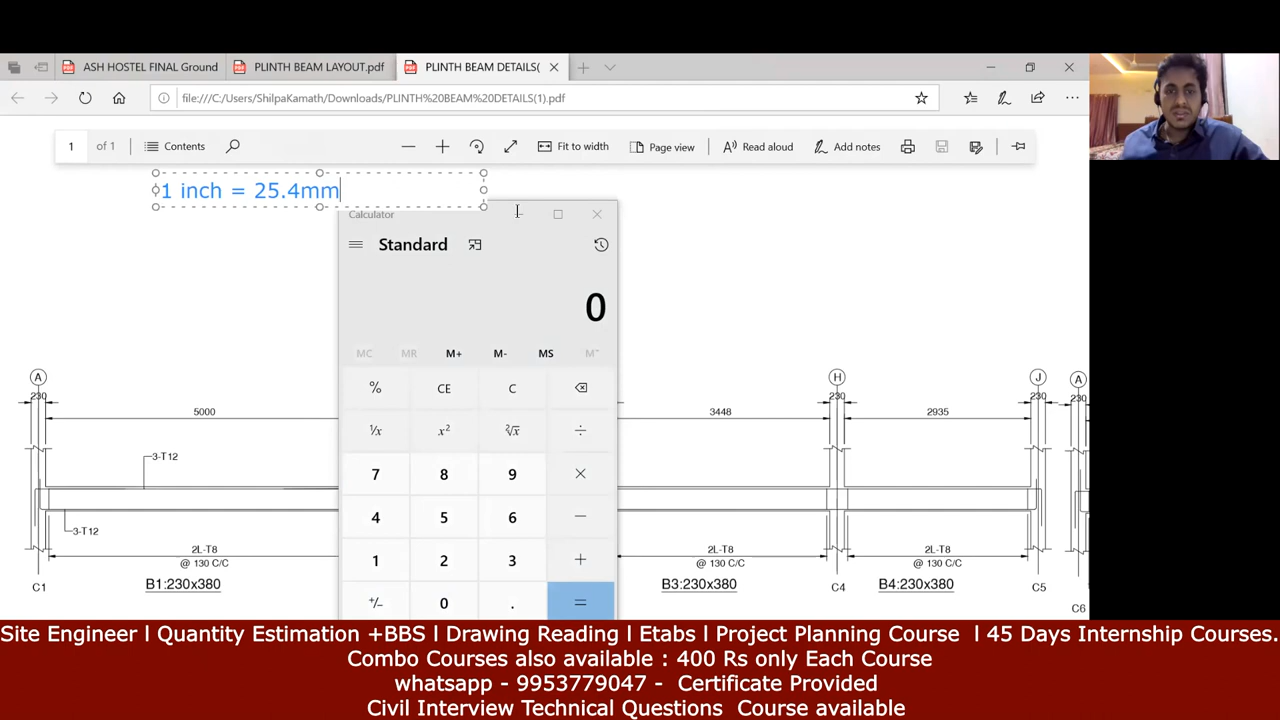 ASH HOSTEL FINAL Ground
PLINTH BEAM LAYOUT.pdf
PLINTH BEAM DETAILS(
file:///C:/Users/ShilpaKamath/Downloads/PLINTH%20BEAM%20DETAILS(1).pdf
1 of 1 Contents Fit to width Page view Read aloud Add notes
1 inch = 25.4mm
Calculator
Standard
0
MC MR M+ M- MS M˅
% CE C
¹/x x² ²√x ÷
7 8 9 ×
4 5 6 −
1 2 3 +
+/− 0 . =
A H J A
230 230 230 230
5000 3448 2935
3-T12
3-T12
2L-T8 2L-T8 2L-T8
@ 130 C/C @ 130 C/C @ 130 C/C
C1 B1:230x380 B3:230x380 C4 B4:230x380 C5
C6
Site Engineer l Quantity Estimation +BBS l Drawing Reading l Etabs l Project Planning Course l 45 Days Internship Courses.
Combo Courses also available : 400 Rs only Each Course
whatsapp - 9953779047 - Certificate Provided
Civil Interview Technical Questions Course available